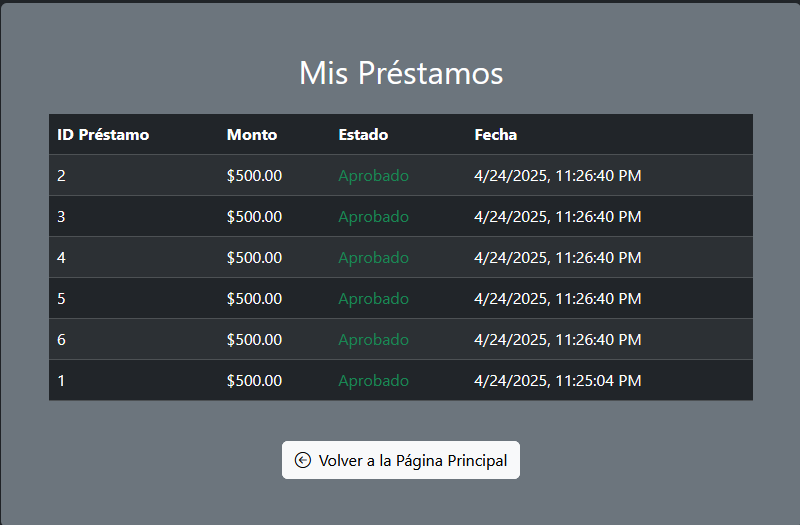 Mis Préstamos
ID Préstamo Monto Estado Fecha
2 $500.00 Aprobado 4/24/2025, 11:26:40 PM
3 $500.00 Aprobado 4/24/2025, 11:26:40 PM
4 $500.00 Aprobado 4/24/2025, 11:26:40 PM
5 $500.00 Aprobado 4/24/2025, 11:26:40 PM
6 $500.00 Aprobado 4/24/2025, 11:26:40 PM
1 $500.00 Aprobado 4/24/2025, 11:25:04 PM
Volver a la Página Principal